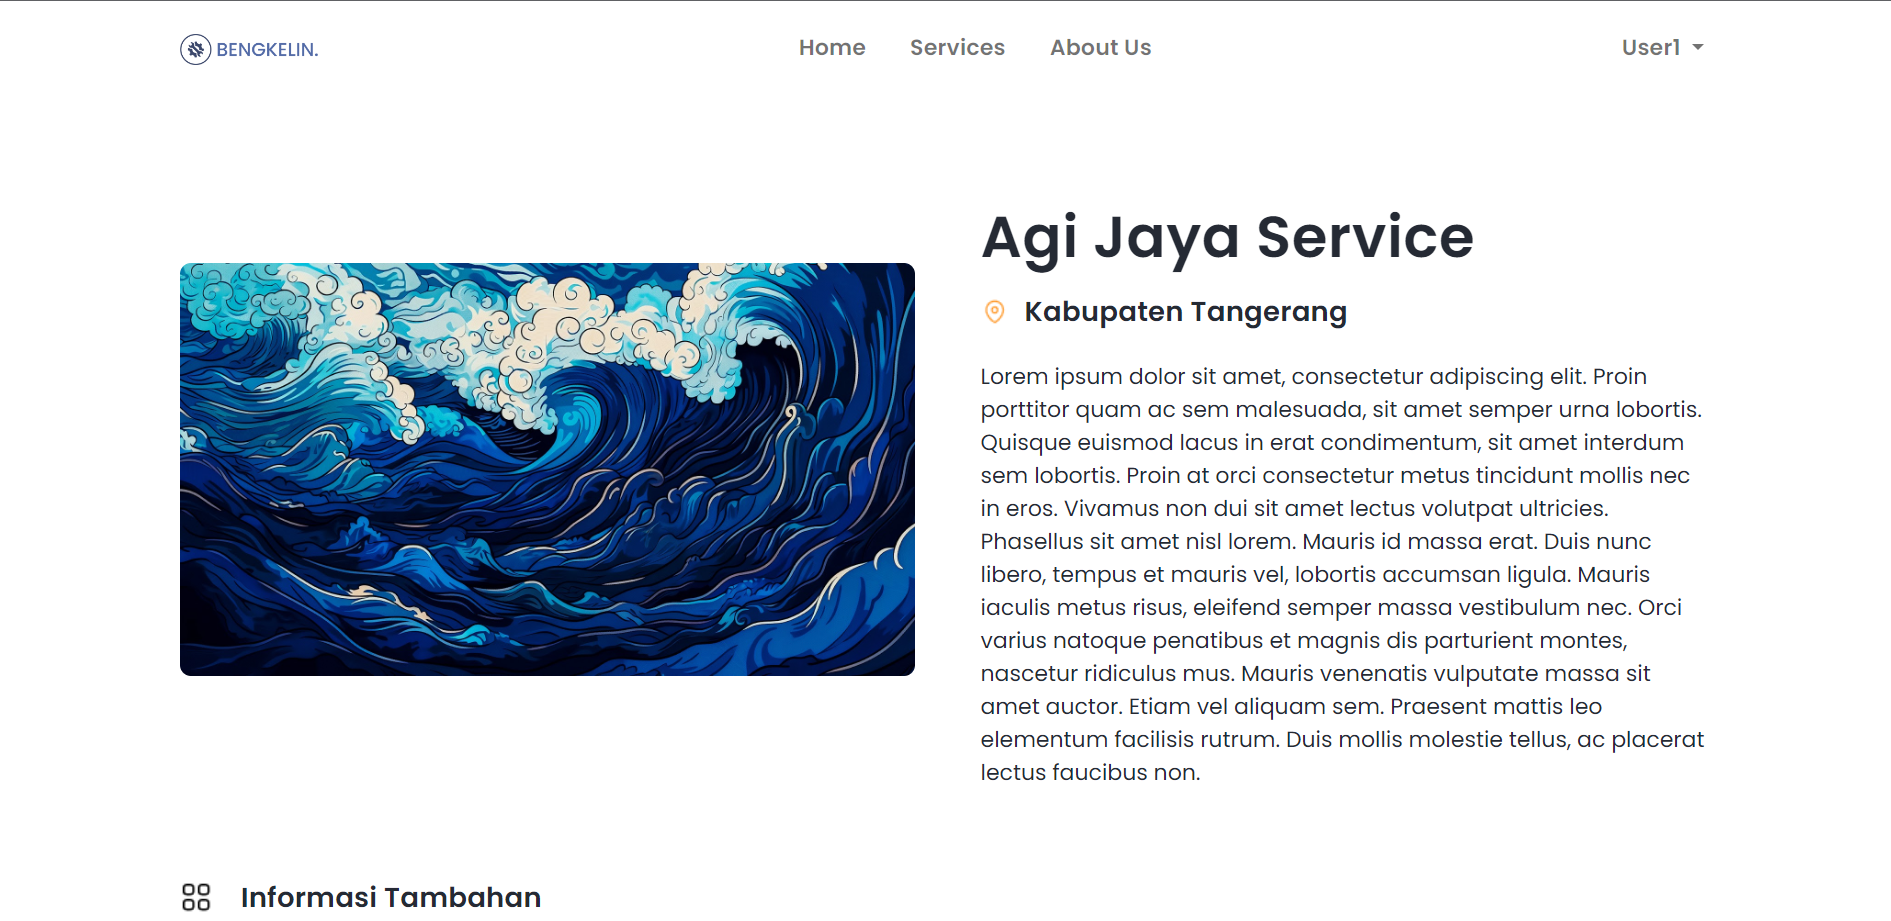 BENGKELIN.
Home Services About Us
User1
Agi Jaya Service
Kabupaten Tangerang
Lorem ipsum dolor sit amet, consectetur adipiscing elit. Proin
porttitor quam ac sem malesuada, sit amet semper urna lobortis.
Quisque euismod lacus in erat condimentum, sit amet interdum
sem lobortis. Proin at orci consectetur metus tincidunt mollis nec
in eros. Vivamus non dui sit amet lectus volutpat ultricies.
Phasellus sit amet nisl lorem. Mauris id massa erat. Duis nunc
libero, tempus et mauris vel, lobortis accumsan ligula. Mauris
iaculis metus risus, eleifend semper massa vestibulum nec. Orci
varius natoque penatibus et magnis dis parturient montes,
nascetur ridiculus mus. Mauris venenatis vulputate massa sit
amet auctor. Etiam vel aliquam sem. Praesent mattis leo
elementum facilisis rutrum. Duis mollis molestie tellus, ac placerat
lectus faucibus non.
Informasi Tambahan